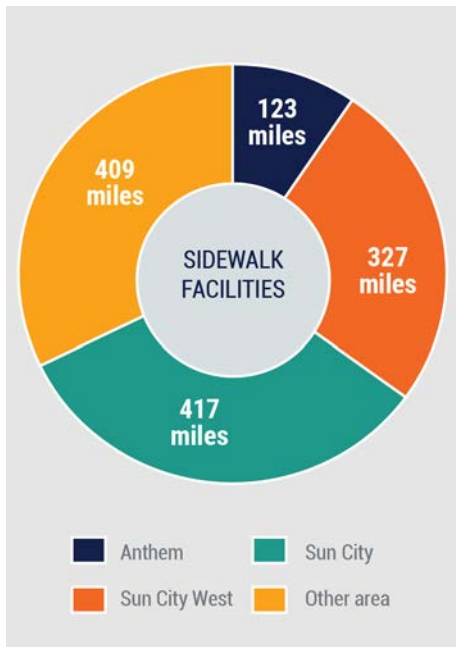 123
miles
409
miles
SIDEWALK
FACILITIES
327
miles
417
miles
Anthem
Sun City
Sun City West
Other area